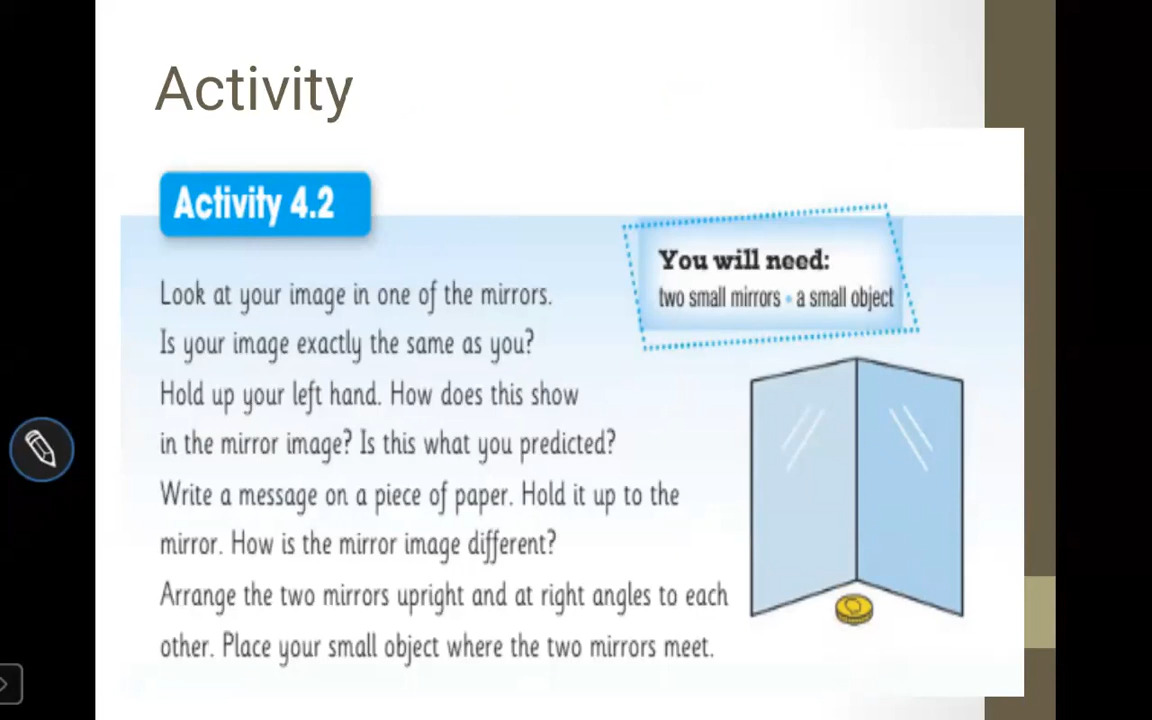 Activity
Activity 4.2
You will need:
two small mirrors • a small object
Look at your image in one of the mirrors.
Is your image exactly the same as you?
Hold up your left hand. How does this show
in the mirror image? Is this what you predicted?
Write a message on a piece of paper. Hold it up to the
mirror. How is the mirror image different?
Arrange the two mirrors upright and at right angles to each
other. Place your small object where the two mirrors meet.